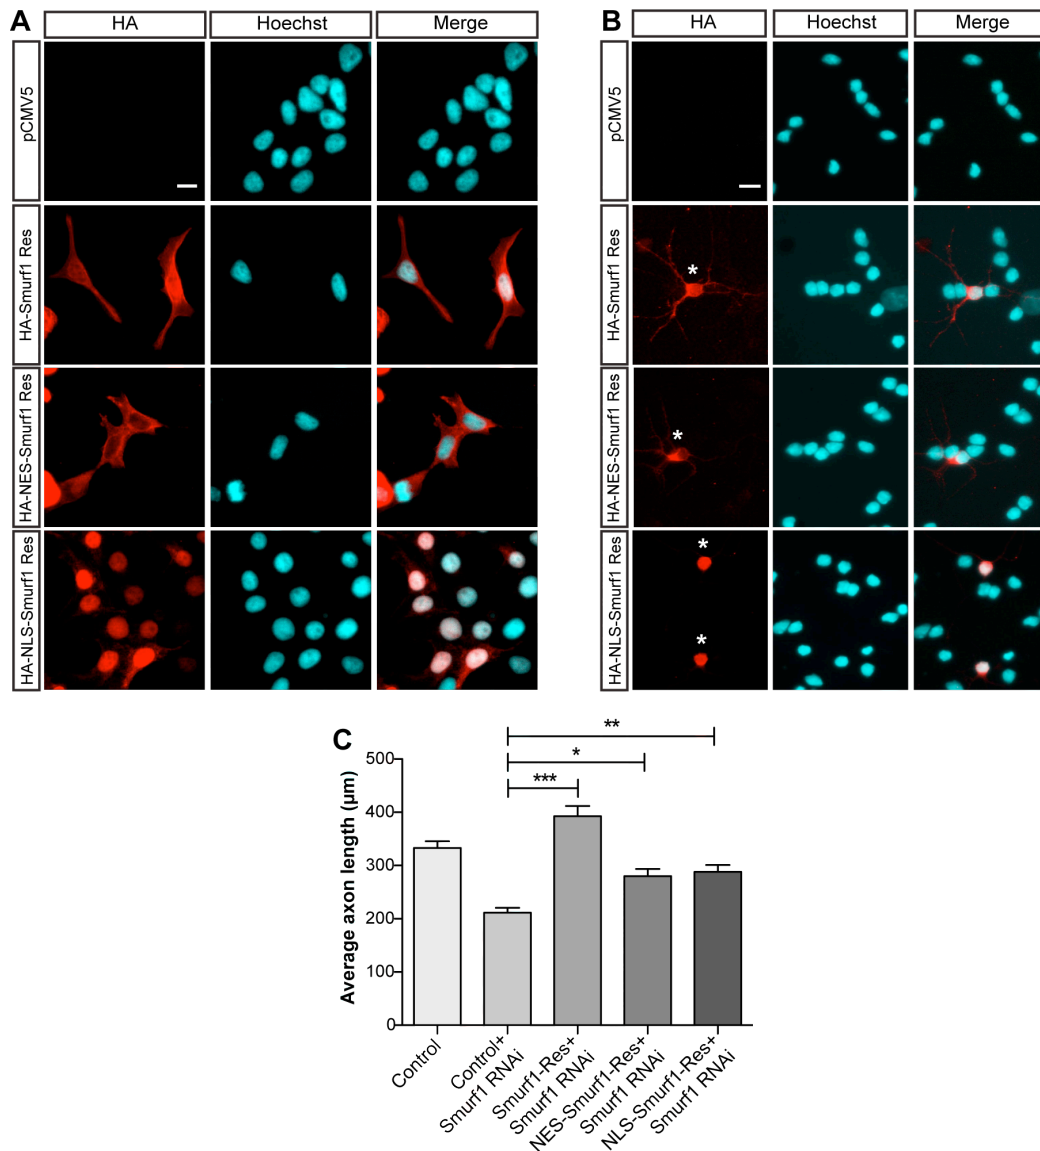 A
HA
Hoechst
Merge
pCMV5
HA-Smurf1 Res
*
HA-NES-Smurf1 Res
HA-NLS-Smurf1 Res
B
HA
Hoechst
Merge
pCMV5
HA-Smurf1 Res
*
HA-NES-Smurf1 Res
*
HA-NLS-Smurf1 Res
*
*
C
**
*
***
Average axon length (µm)
500
400
300
200
100
0
Control
Control+
Smurf1 RNAi
Smurf1-Res+
Smurf1 RNAi
NES-Smurf1-Res+
Smurf1 RNAi
NLS-Smurf1-Res+
Smurf1 RNAi